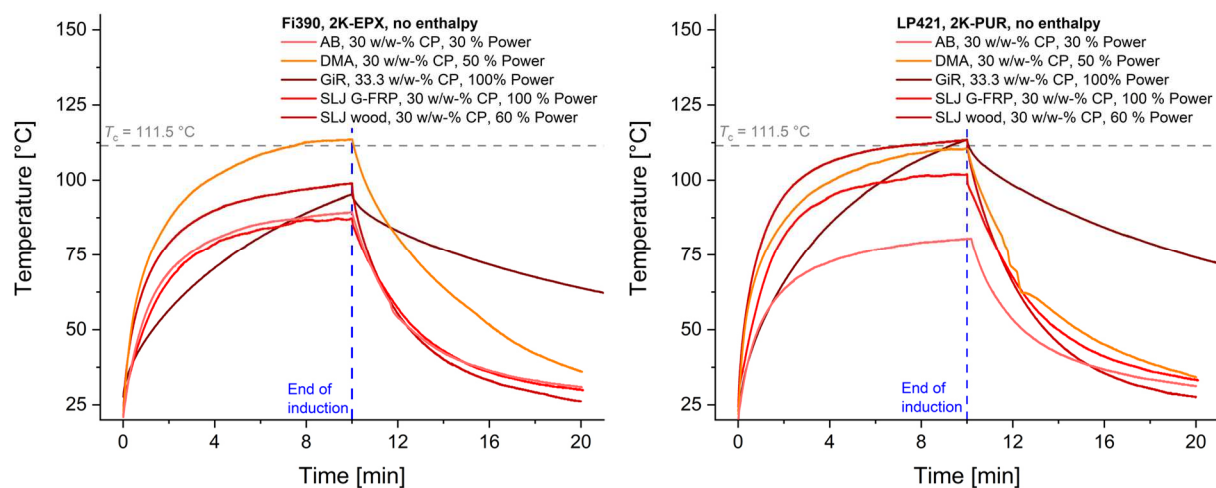 Fi390, 2K-EPX, no enthalpy
AB, 30 w/w-% CP, 30 % Power
DMA, 30 w/w-% CP, 50 % Power
GiR, 33.3 w/w-% CP, 100% Power
SLJ G-FRP, 30 w/w-% CP, 100 % Power
SLJ wood, 30 w/w-% CP, 60 % Power
Tc = 111.5 °C
150
125
100
75
50
25
Temperature [°C]
End of
induction
0
4
8
12
16
20
Time [min]
LP421, 2K-PUR, no enthalpy
AB, 30 w/w-% CP, 30 % Power
DMA, 30 w/w-% CP, 50 % Power
GiR, 33.3 w/w-% CP, 100% Power
SLJ G-FRP, 30 w/w-% CP, 100 % Power
SLJ wood, 30 w/w-% CP, 60 % Power
Tc = 111.5 °C
150
125
100
75
50
25
Temperature [°C]
End of
induction
0
4
8
12
16
20
Time [min]